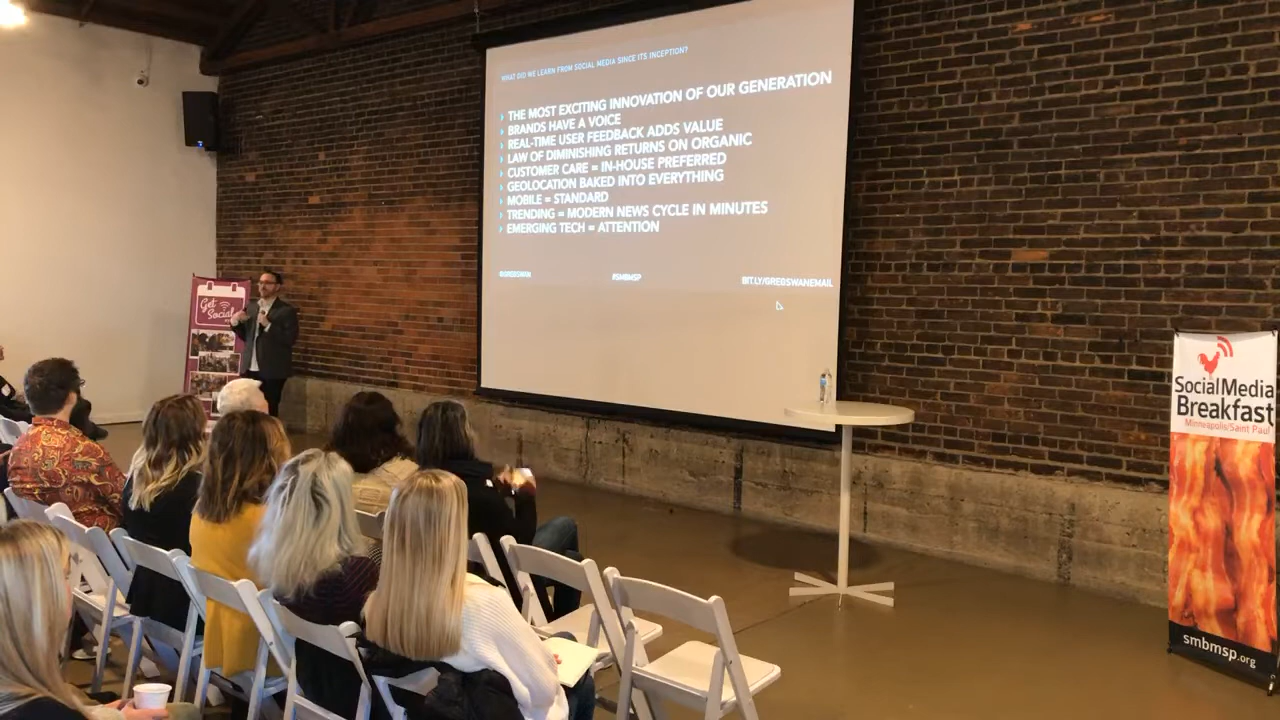 WHAT DID WE LEARN FROM SOCIAL MEDIA SINCE ITS INCEPTION?
THE MOST EXCITING INNOVATION OF OUR GENERATION
BRANDS HAVE A VOICE
REAL-TIME USER FEEDBACK ADDS VALUE
LAW OF DIMINISHING RETURNS ON ORGANIC
CUSTOMER CARE = IN-HOUSE PREFERRED
GEOLOCATION BAKED INTO EVERYTHING
MOBILE = STANDARD
TRENDING = MODERN NEWS CYCLE IN MINUTES
EMERGING TECH = ATTENTION
@GREGSWAN
#SMBMSP
BIT.LY/GREGSWANEMAIL
Get
Social
Social Media
Breakfast
Minneapolis/Saint Paul
smbmsp.org